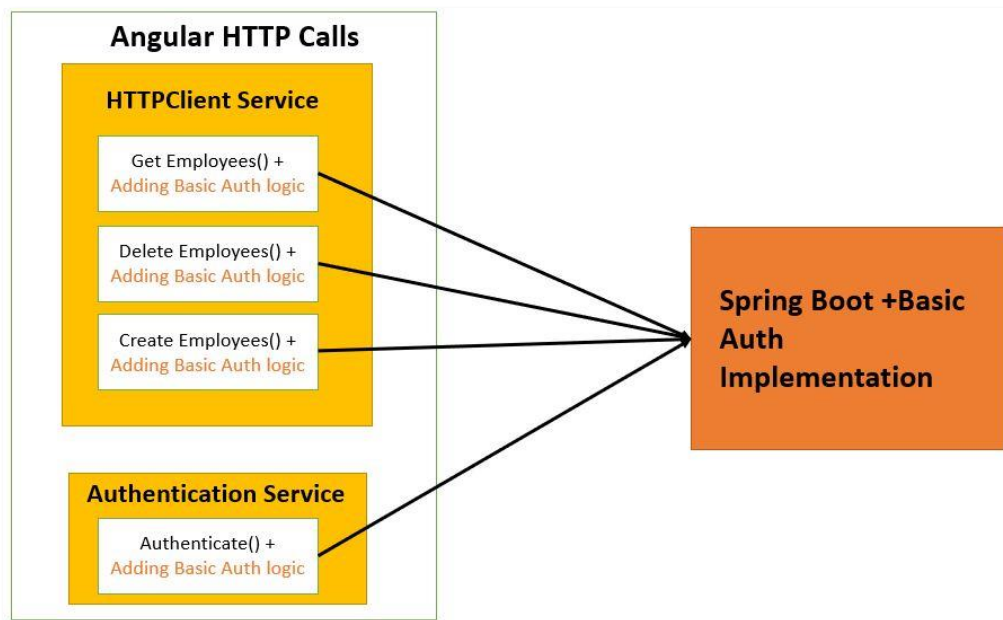 Angular HTTP Calls
HTTPClient Service
Get Employees() +
Adding Basic Auth logic
Delete Employees() +
Adding Basic Auth logic
Create Employees() +
Adding Basic Auth logic
Authentication Service
Authenticate() +
Adding Basic Auth logic
Spring Boot +Basic
Auth
Implementation